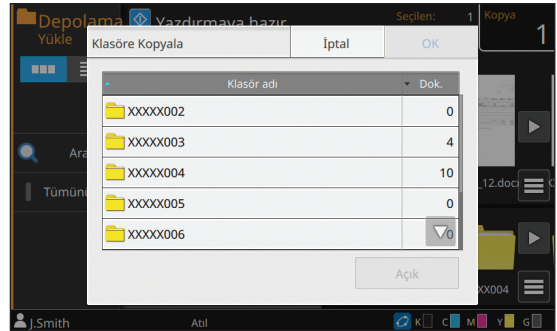 Depolama
Yazdırmaya hazır
Seçilen: 1
Kopya
1
Yükle
Klasöre Kopyala
İptal
OK
Klasör adı
Dok.
XXXXX002
0
XXXXX003
4
XXXXX004
10
XXXXX005
0
XXXXX006
0
Ara
Tümünü
_12.docx
XX004
Açık
J.Smith
Atıl
K C M Y G